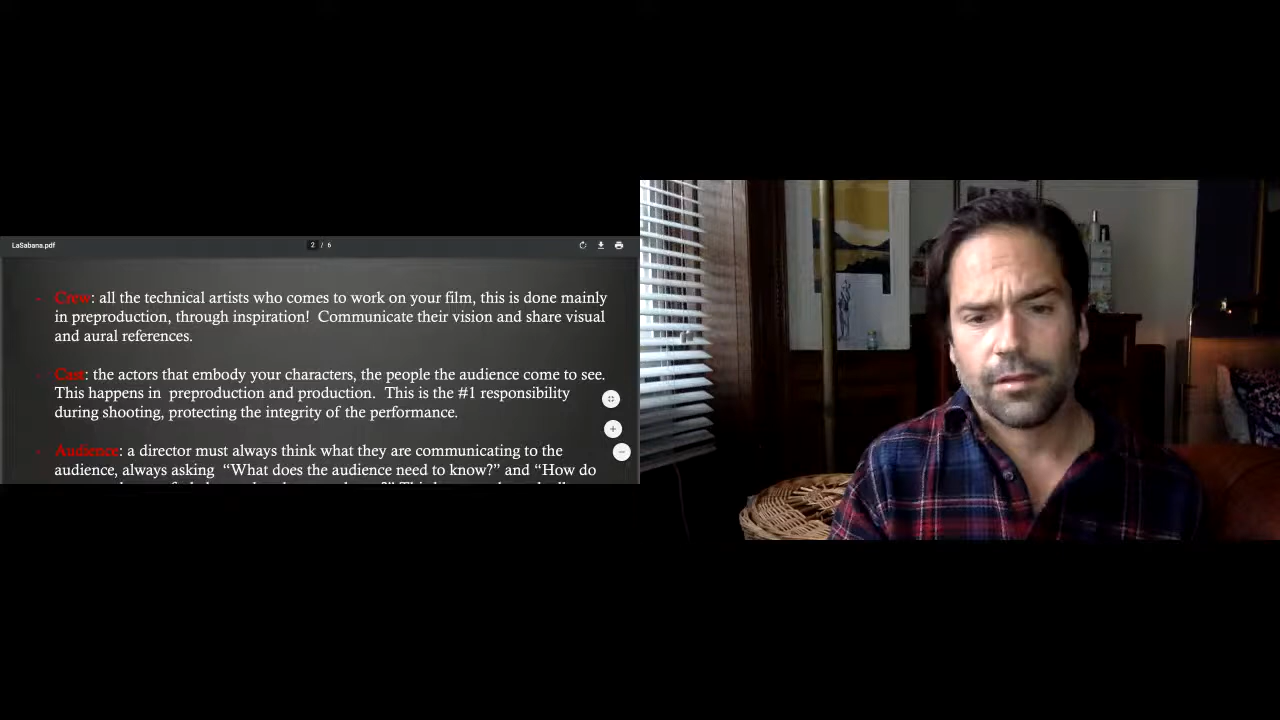 LaSabana.pdf
2 / 6
- Crew: all the technical artists who comes to work on your film, this is done mainly
in preproduction, through inspiration!  Communicate their vision and share visual
and aural references.
- Cast: the actors that embody your characters, the people the audience come to see.
This happens in  preproduction and production.  This is the #1 responsibility
during shooting, protecting the integrity of the performance.
- Audience: a director must always think what they are communicating to the
audience, always asking  “What does the audience need to know?” and “How do